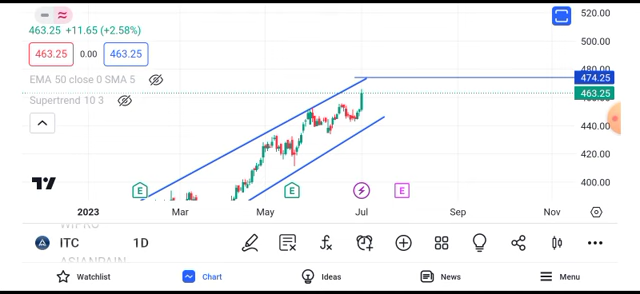 520.00
463.25 +11.65 (+2.58%)
500.00
463.25 0.00 463.25
480.00
EMA 50 close 0 SMA 5
474.25
463.25
Supertrend 10 3
440.00
420.00
E E E
400.00
2023 Mar May Jul Sep Nov
WIPRO
ITC 1D
ASIANPAIN
Watchlist Chart Ideas News Menu